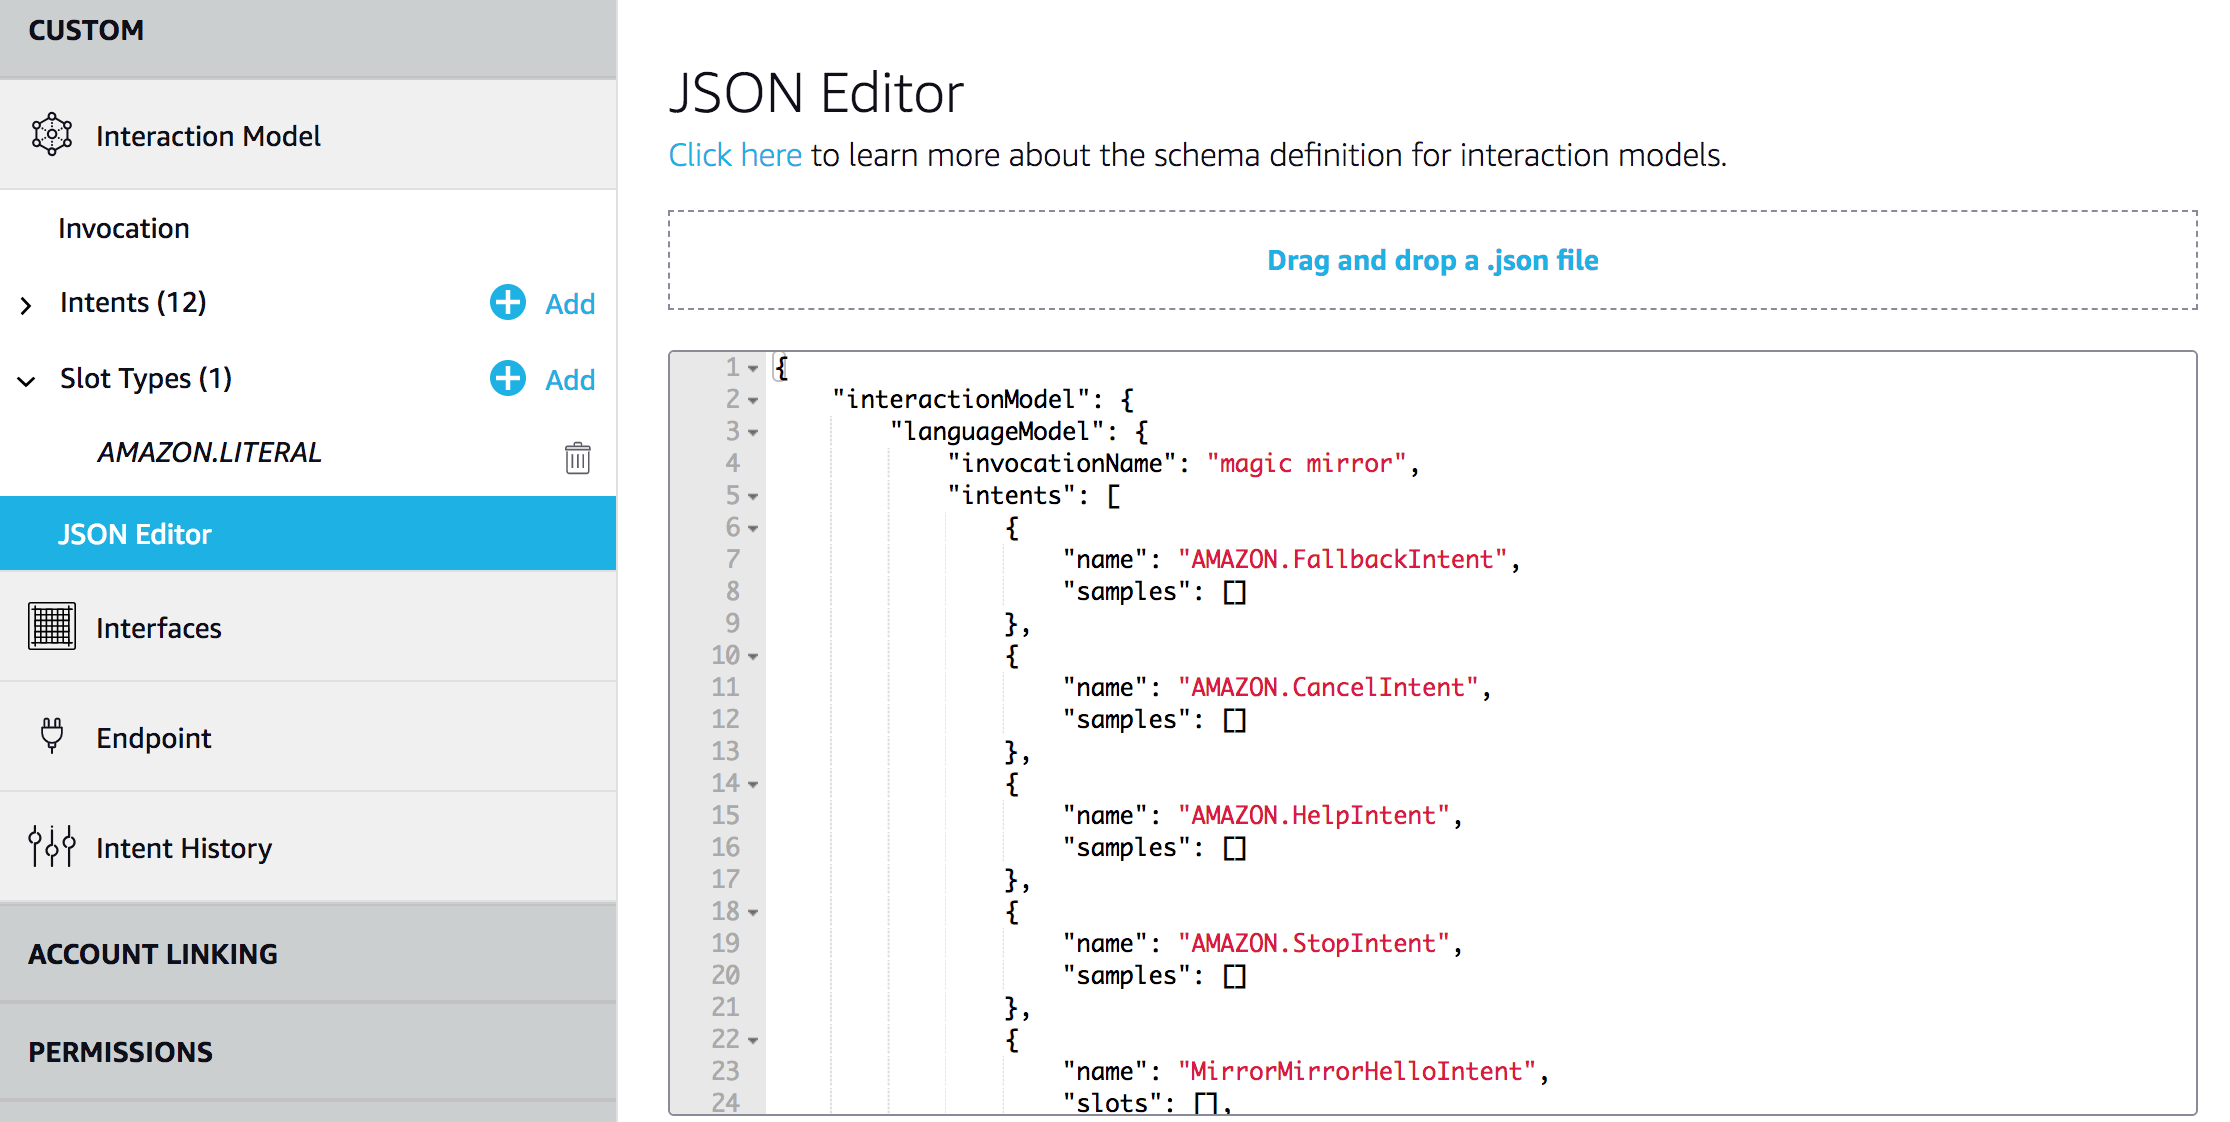 CUSTOM
Interaction Model
Invocation
Intents (12)
Add
Slot Types (1)
Add
AMAZON.LITERAL
JSON Editor
Interfaces
Endpoint
Intent History
ACCOUNT LINKING
PERMISSIONS
JSON Editor
Click here to learn more about the schema definition for interaction models.
Drag and drop a .json file
1 {
2 "interactionModel": {
3 "languageModel": {
4 "invocationName": "magic mirror",
5 "intents": [
6 {
7 "name": "AMAZON.FallbackIntent",
8 "samples": []
9 },
10 {
11 "name": "AMAZON.CancelIntent",
12 "samples": []
13 },
14 {
15 "name": "AMAZON.HelpIntent",
16 "samples": []
17 },
18 {
19 "name": "AMAZON.StopIntent",
20 "samples": []
21 },
22 {
23 "name": "MirrorMirrorHelloIntent",
24 "slots": [],